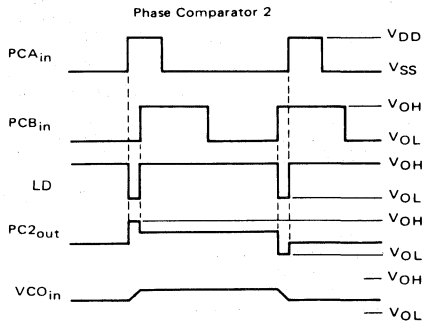 Phase Comparator 2
PCAin
VDD
VSS
PCBin
VOH
VOL
LD
VOH
VOL
PC2out
VOH
VOL
VCOin
VOH
VOL